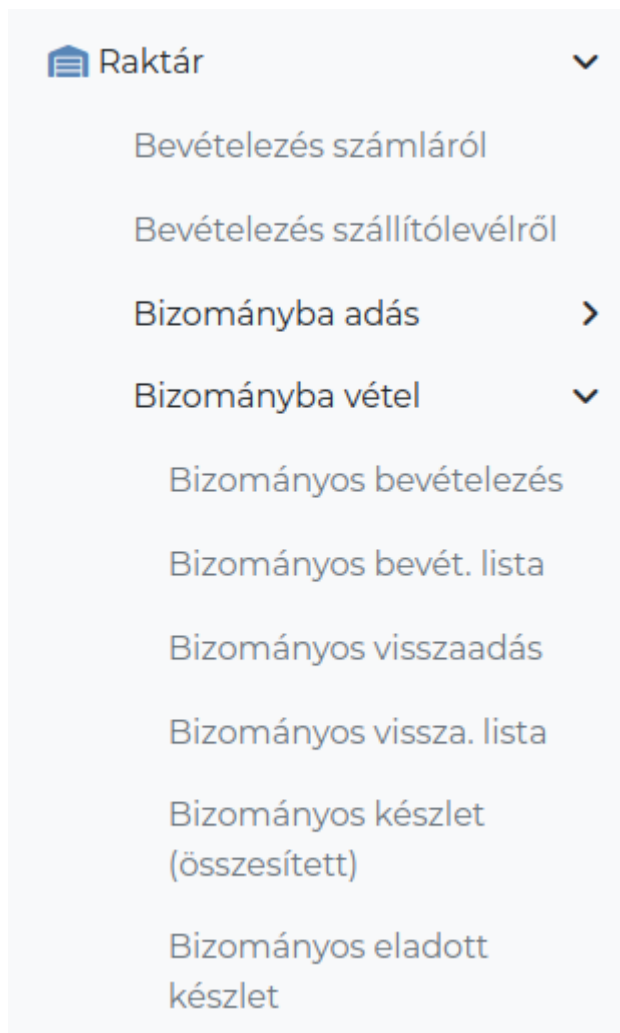 Raktár
Bevételezés számláról
Bevételezés szállítólevélről
Bizományba adás
Bizományba vétel
Bizományos bevételezés
Bizományos bevét. lista
Bizományos visszaadás
Bizományos vissza. lista
Bizományos készlet
(összesített)
Bizományos eladott
készlet